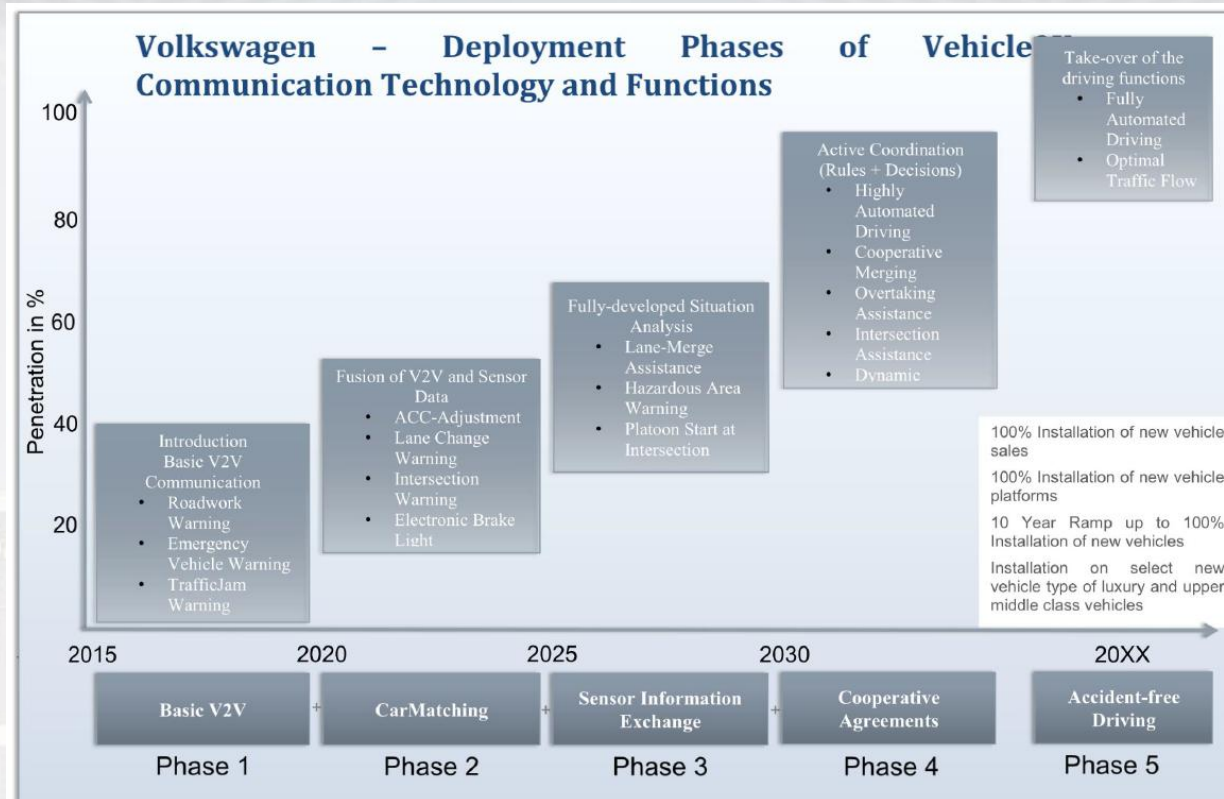 Volkswagen – Deployment Phases of
Communication Technology and Functions
Penetration in %
100
80
60
40
20
Introduction
Basic V2V
Communication
• Roadwork
Warning
• Emergency
Vehicle Warning
• TrafficJam
Warning
Fusion of V2V and Sensor
Data
• ACC-Adjustment
• Lane Change
Warning
• Intersection
Warning
• Electronic Brake
Light
Fully-developed Situation
Analysis
• Lane-Merge
Assistance
• Hazardous Area
Warning
• Platoon Start at
Intersection
Active Coordination
(Rules + Decisions)
• Highly
Automated
Driving
• Cooperative
Merging
• Overtaking
Assistance
• Intersection
Assistance
• Dynamic
Take-over of the
driving functions
• Fully
Automated
Driving
• Optimal
Traffic Flow
100% Installation of new vehicle
sales
100% Installation of new vehicle
platforms
10 Year Ramp up to 100%
Installation of new vehicles
Installation on select new
vehicle type of luxury and upper
middle class vehicles
2015 2020 2025 2030 20XX
Basic V2V + CarMatching + Sensor Information
Exchange + Cooperative
Agreements Accident-free
Driving
Phase 1 Phase 2 Phase 3 Phase 4 Phase 5